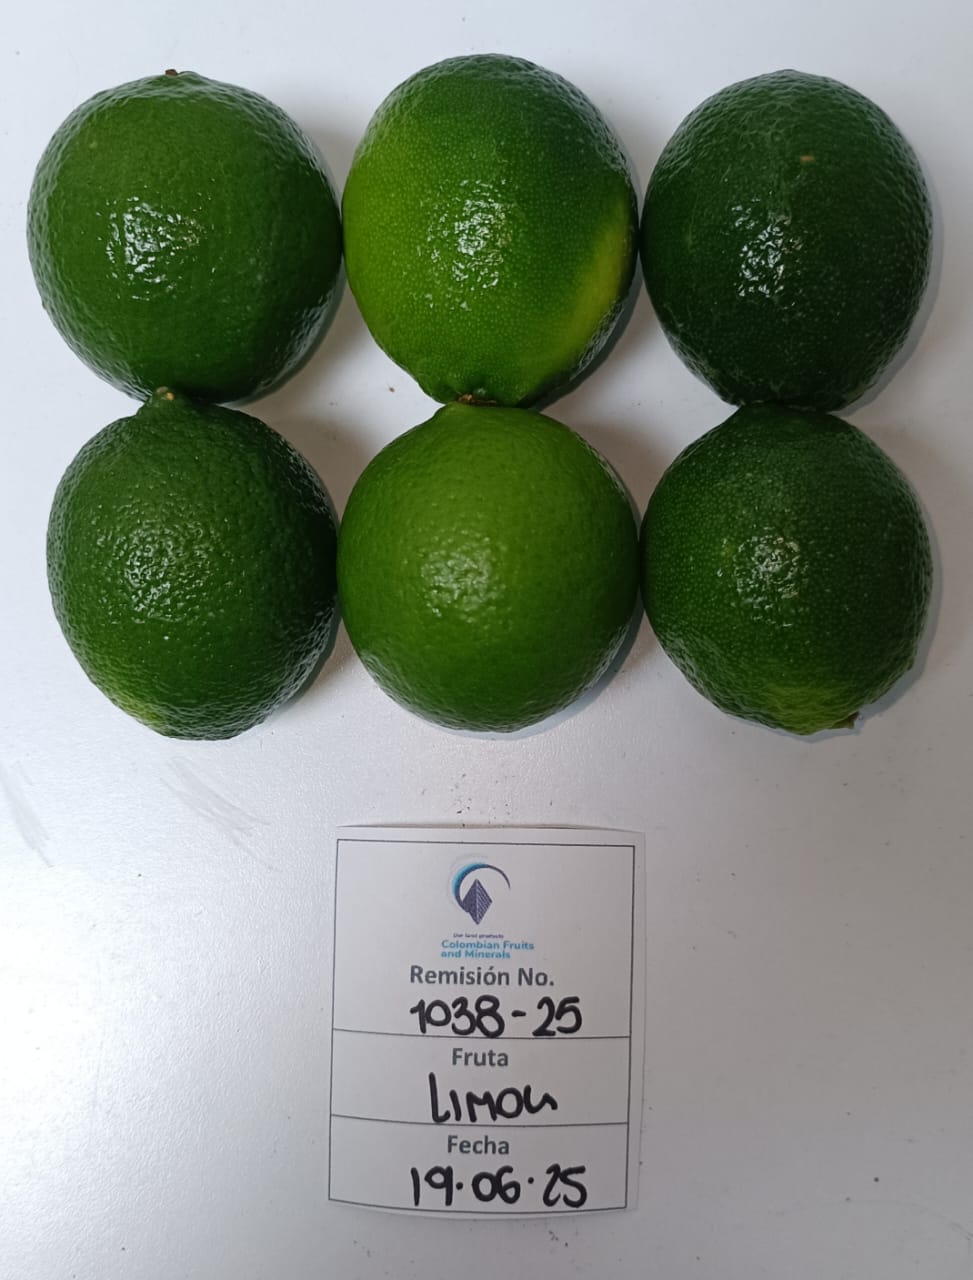 Our land products
Colombian Fruits
and Minerals
Remisión No.
1038-25
Fruta
LIMON
Fecha
19.06.25